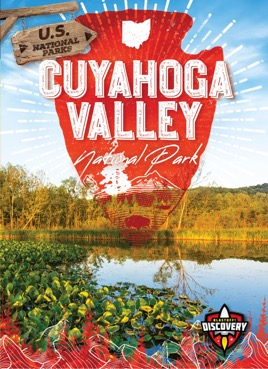 U.S.
NATIONAL
PARKS
CUYAHOGA
VALLEY
National Park
BLASTOFF!
DISCOVERY